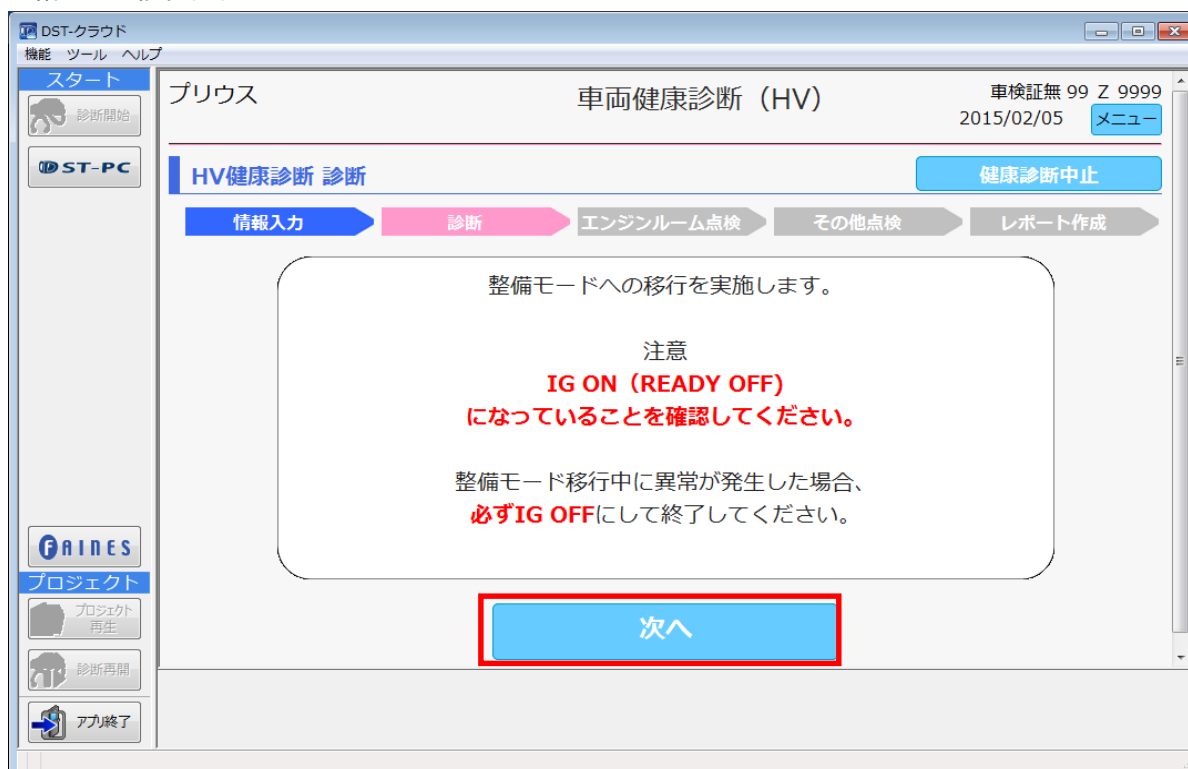 DST-クラウド
機能 ツール ヘルプ
スタート
診断開始
DST-PC
プリウス
車両健康診断（HV）
車検証無 99 Z 9999
2015/02/05
メニュー
HV健康診断 診断
健康診断中止
情報入力
診断
エンジンルーム点検
その他点検
レポート作成
整備モードへの移行を実施します。
注意
IG ON（READY OFF)
になっていることを確認してください。
整備モード移行中に異常が発生した場合、
必ずIG OFFにして終了してください。
次へ
FAINES
プロジェクト
プロジェクト
再生
診断再開
アプリ終了